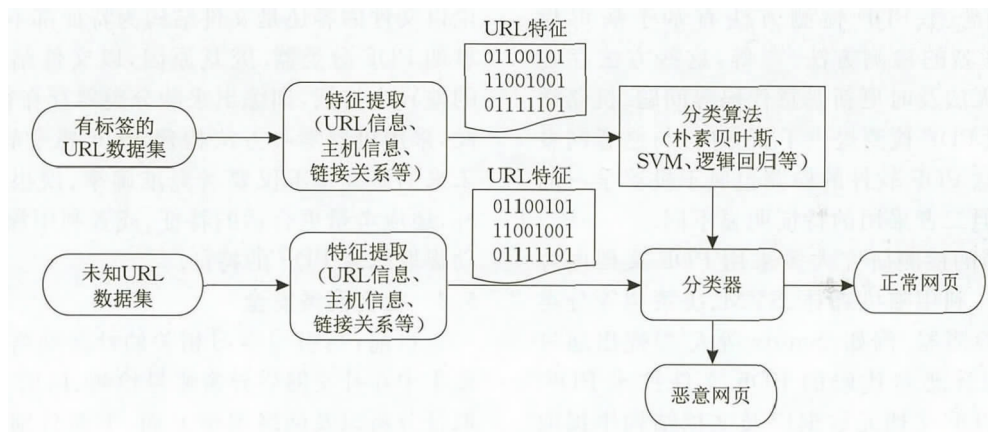 URL特征
01100101
11001001
01111101
有标签的
URL数据集
特征提取
(URL信息、
主机信息、
链接关系等)
分类算法
(朴素贝叶斯、
SVM、逻辑回归等)
URL特征
01100101
11001001
01111101
未知URL
数据集
特征提取
(URL信息、
主机信息、
链接关系等)
分类器
正常网页
恶意网页